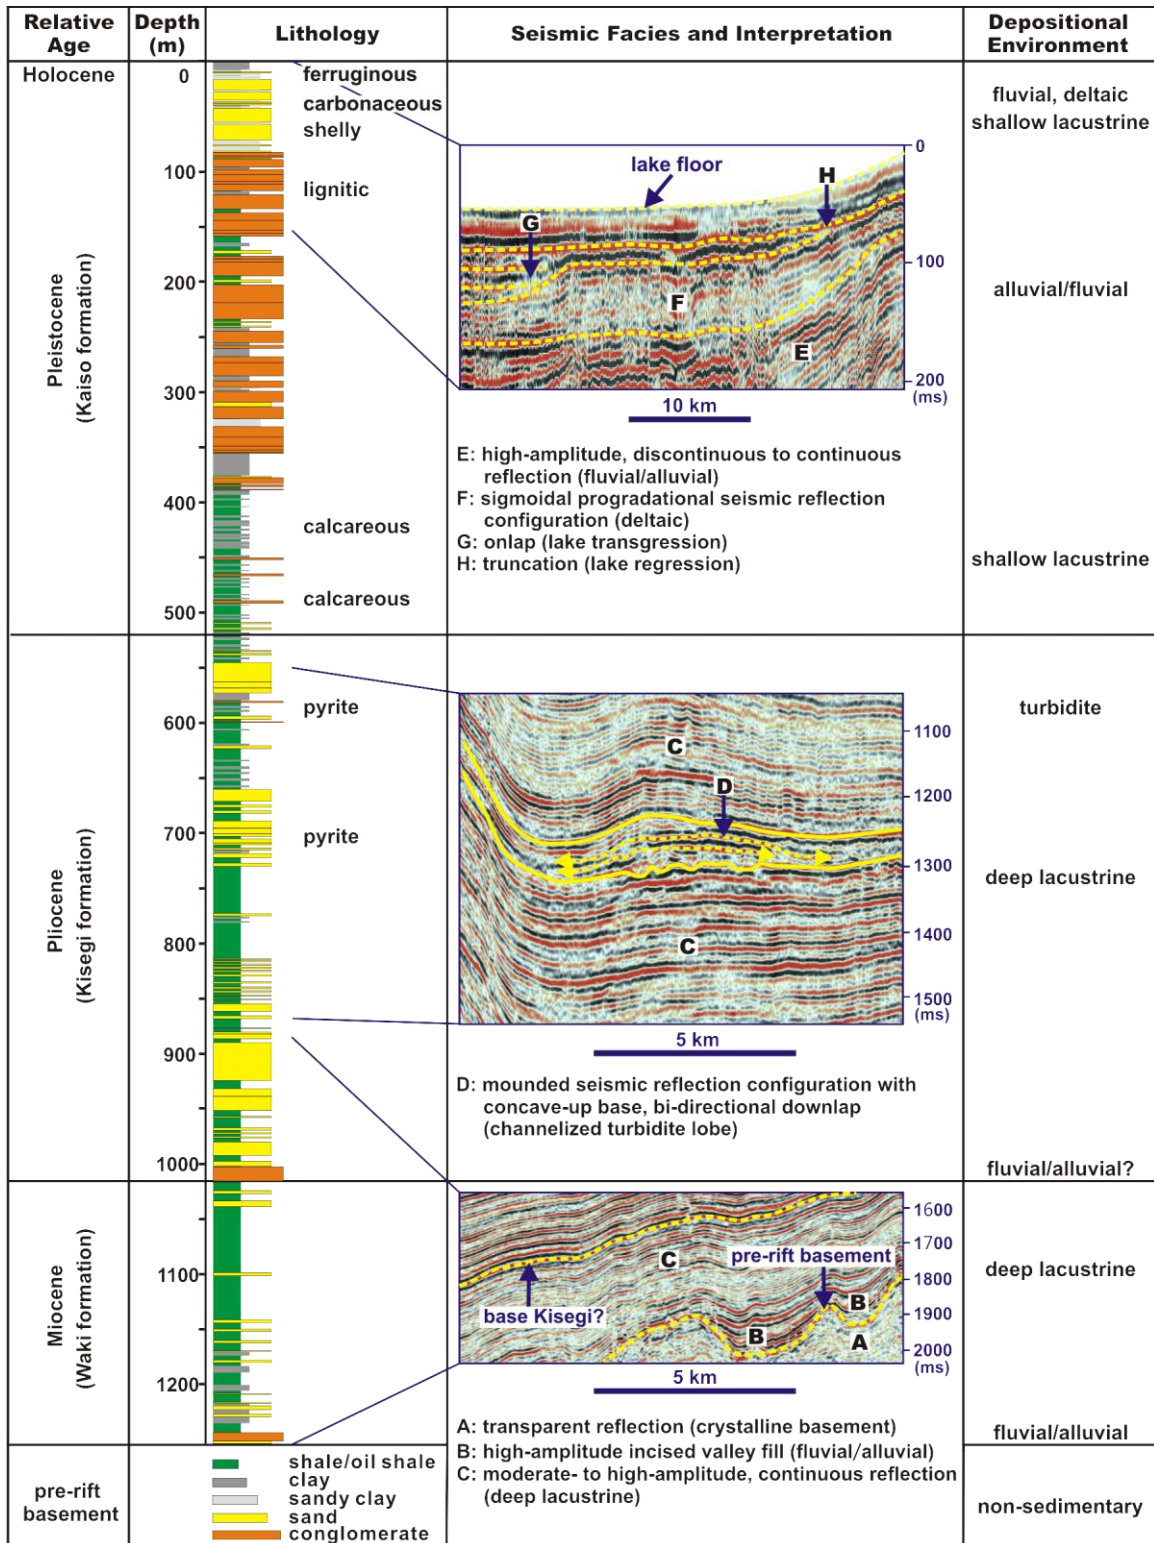 Relative Age
Depth (m)
Lithology
Seismic Facies and Interpretation
Depositional Environment
Holocene
Pleistocene (Kaiso formation)
Pliocene (Kisegi formation)
Miocene (Waki formation)
pre-rift basement
0
100
200
300
400
500
600
700
800
900
1000
1100
1200
ferruginous
carbonaceous
shelly
lignitic
calcareous
calcareous
pyrite
pyrite
shale/oil shale
clay
sandy clay
sand
conglomerate
lake floor
G
H
F
E
0
100
200
(ms)
10 km
E: high-amplitude, discontinuous to continuous
reflection (fluvial/alluvial)
F: sigmoidal progradational seismic reflection
configuration (deltaic)
G: onlap (lake transgression)
H: truncation (lake regression)
C
D
C
1100
1200
1300
1400
1500
(ms)
5 km
D: mounded seismic reflection configuration with
concave-up base, bi-directional downlap
(channelized turbidite lobe)
C
pre-rift basement
base Kisegi?
B
B
A
1600
1700
1800
1900
2000
(ms)
5 km
A: transparent reflection (crystalline basement)
B: high-amplitude incised valley fill (fluvial/alluvial)
C: moderate- to high-amplitude, continuous reflection
(deep lacustrine)
fluvial, deltaic
shallow lacustrine
alluvial/fluvial
shallow lacustrine
turbidite
deep lacustrine
fluvial/alluvial?
deep lacustrine
fluvial/alluvial
non-sedimentary